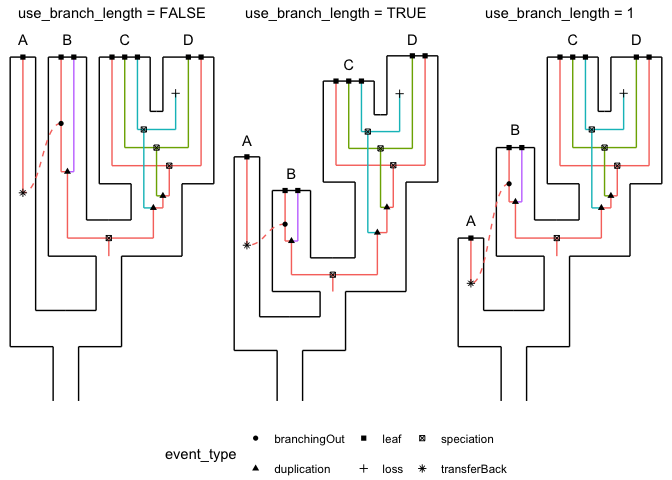 use_branch_length = FALSE
use_branch_length = TRUE
use_branch_length = 1
A B C D
A B C D
A B C D
event_type
branchingOut leaf speciation
duplication loss transferBack